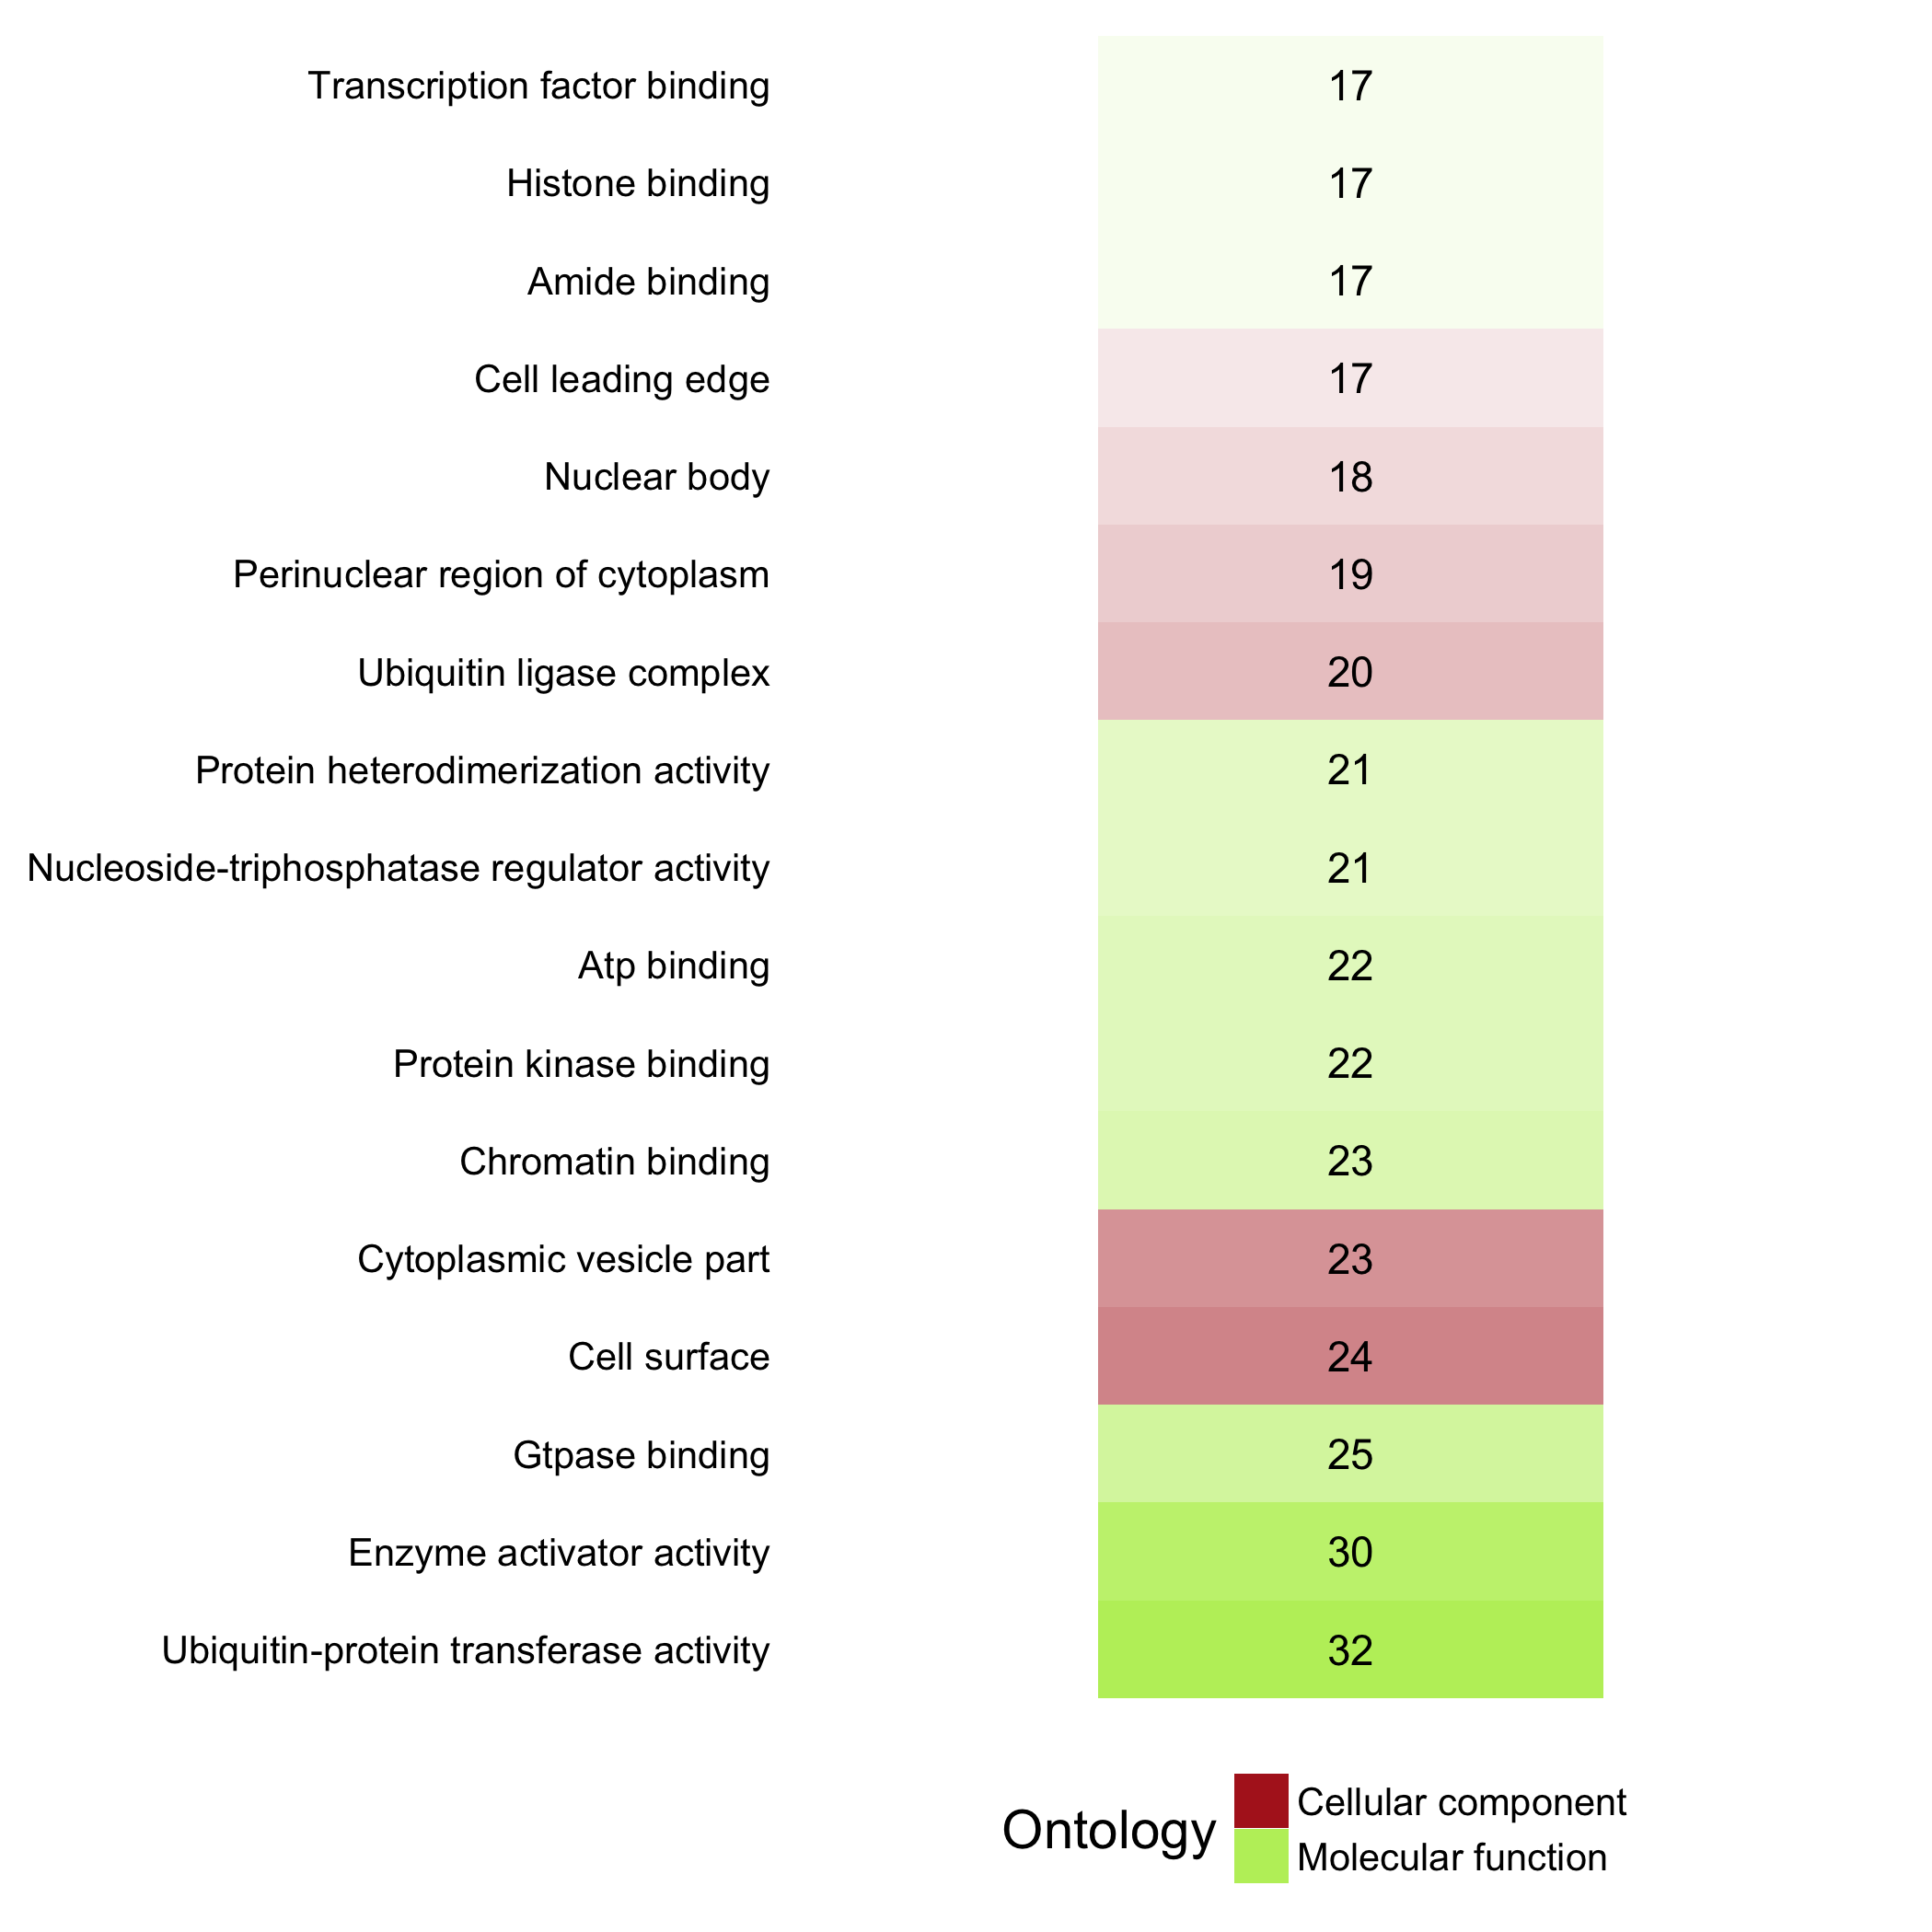 Transcription factor binding 17
Histone binding 17
Amide binding 17
Cell leading edge 17
Nuclear body 18
Perinuclear region of cytoplasm 19
Ubiquitin ligase complex 20
Protein heterodimerization activity 21
Nucleoside-triphosphatase regulator activity 21
Atp binding 22
Protein kinase binding 22
Chromatin binding 23
Cytoplasmic vesicle part 23
Cell surface 24
Gtpase binding 25
Enzyme activator activity 30
Ubiquitin-protein transferase activity 32
Ontology
Cellular component
Molecular function